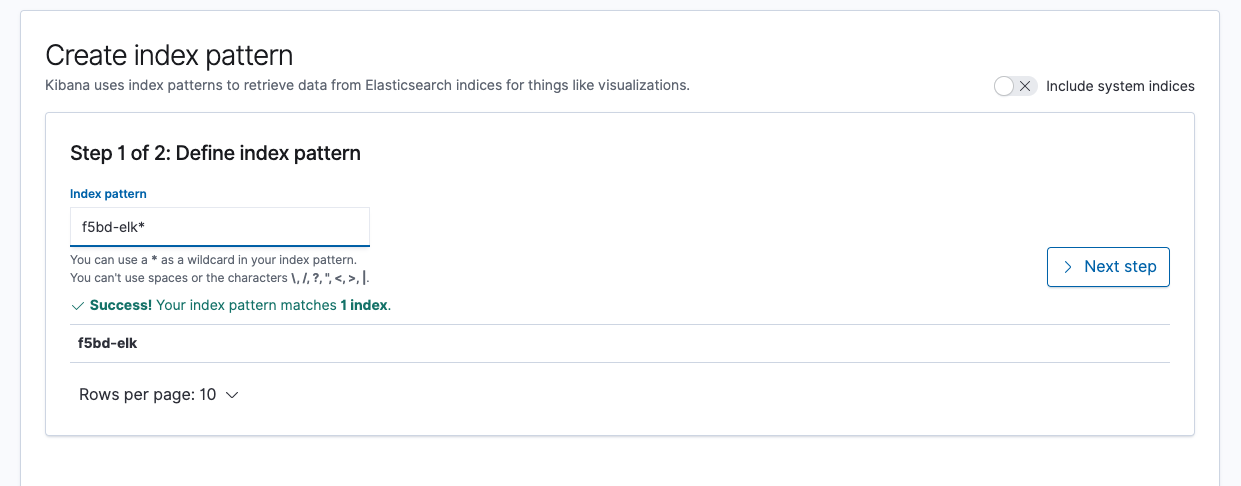 Create index pattern
Kibana uses index patterns to retrieve data from Elasticsearch indices for things like visualizations.
Include system indices
Step 1 of 2: Define index pattern
Index pattern
f5bd-elk*
You can use a * as a wildcard in your index pattern.
You can't use spaces or the characters \, /, ?, ", <, >, |.
Next step
Success! Your index pattern matches 1 index.
f5bd-elk
Rows per page: 10